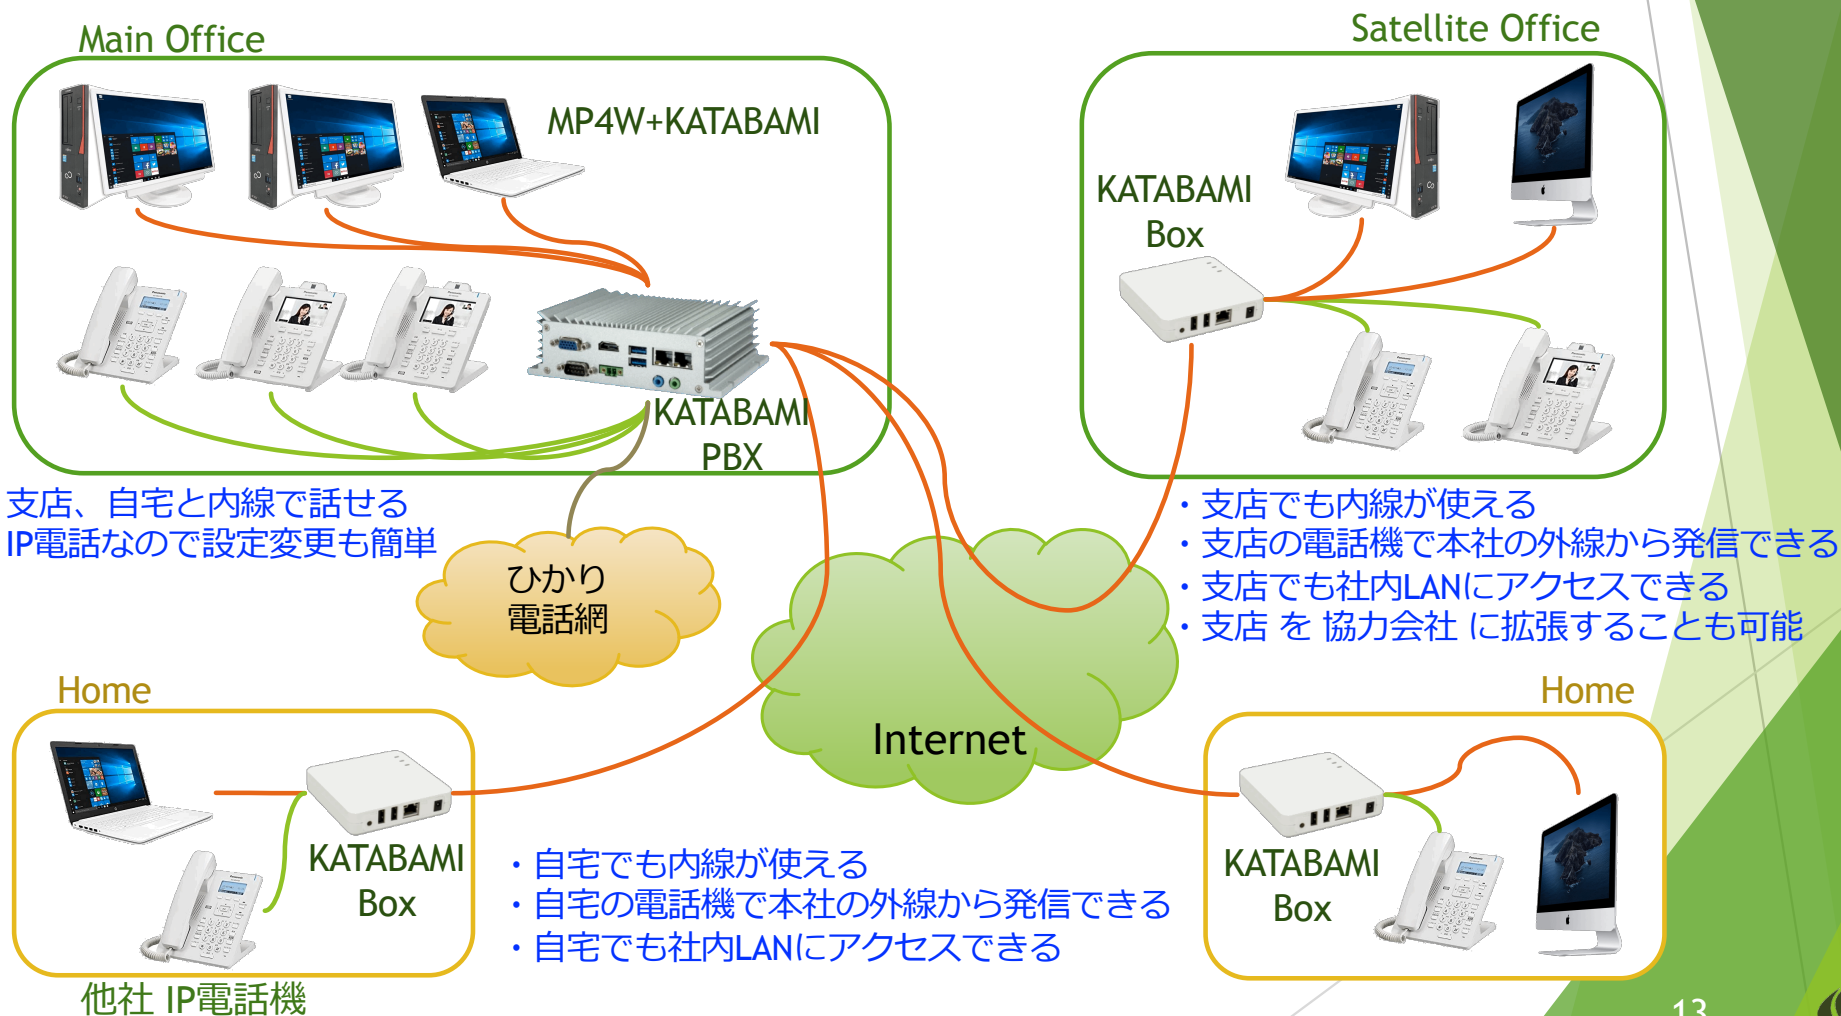 Main Office
Satellite Office
MP4W+KATABAMI
KATABAMI
Box
KATABAMI
PBX
支店、自宅と内線で話せる
IP電話なので設定変更も簡単
・支店でも内線が使える
・支店の電話機で本社の外線から発信できる
・支店でも社内LANにアクセスできる
・支店 を 協力会社 に拡張することも可能
ひかり
電話網
Internet
Home
Home
KATABAMI
Box
・自宅でも内線が使える
・自宅の電話機で本社の外線から発信できる
・自宅でも社内LANにアクセスできる
KATABAMI
Box
他社 IP電話機
13